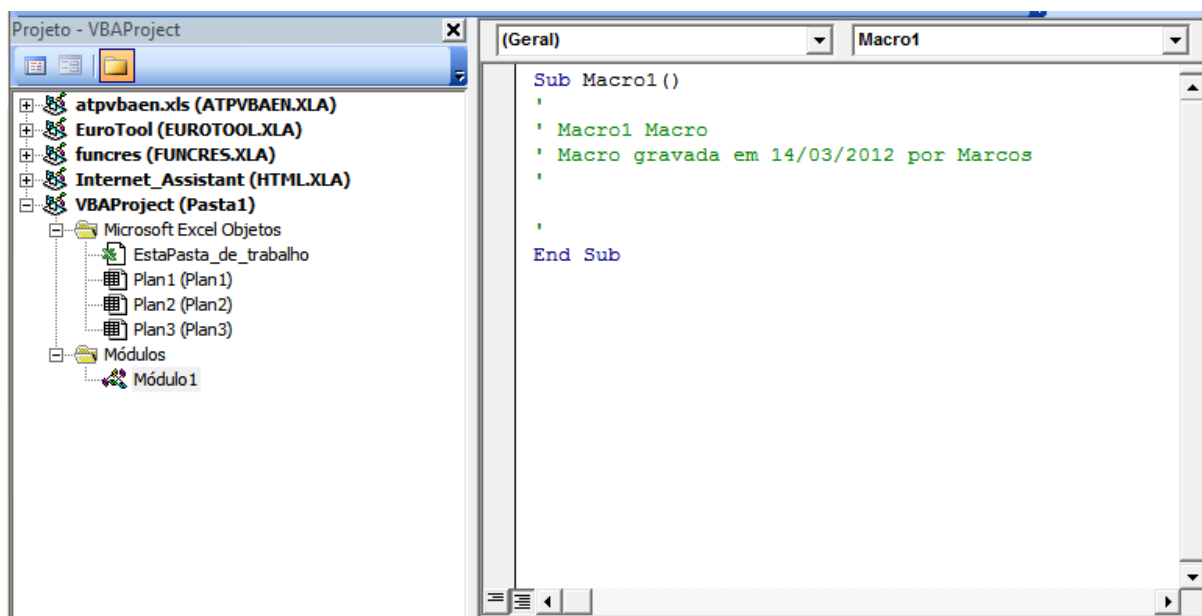 Projeto - VBAProject
atpvbaen.xls (ATPVBAEN.XLA)
EuroTool (EUROTOOL.XLA)
funcres (FUNCRES.XLA)
Internet_Assistant (HTML.XLA)
VBAProject (Pasta1)
Microsoft Excel Objetos
EstaPasta_de_trabalho
Plan1 (Plan1)
Plan2 (Plan2)
Plan3 (Plan3)
Módulos
Módulo1
(Geral)
Macro1
Sub Macro1()
'
' Macro1 Macro
' Macro gravada em 14/03/2012 por Marcos
'
'
End Sub